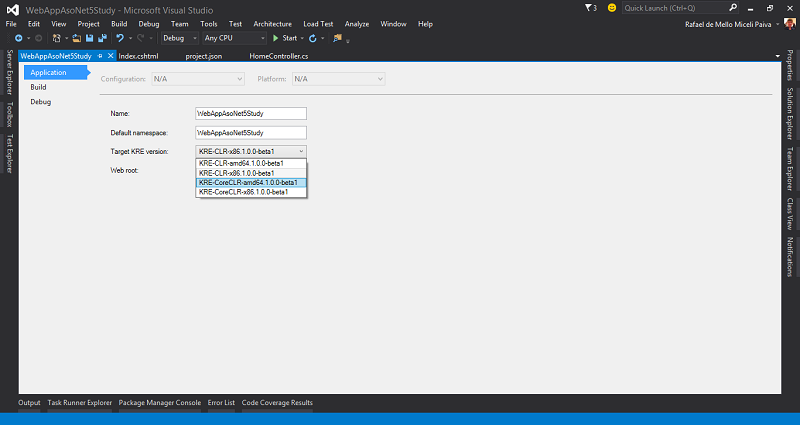 WebAppAsoNet5Study - Microsoft Visual Studio
3
Quick Launch (Ctrl+Q)
File Edit View Project Build Debug Team Tools Test Architecture Load Test Analyze Window Help
Rafael de Mello Miceli Paiva
Debug Any CPU Start
WebAppAsoNet5Study Index.cshtml project.json HomeController.cs
Server Explorer
Toolbox
Test Explorer
Application
Build
Debug
Configuration: N/A Platform: N/A
Name: WebAppAsoNet5Study
Default namespace: WebAppAsoNet5Study
Target KRE version: KRE-CLR-x86.1.0.0-beta1
KRE-CLR-amd64.1.0.0-beta1
Web root: KRE-CLR-x86.1.0.0-beta1
KRE-CoreCLR-amd64.1.0.0-beta1
KRE-CoreCLR-x86.1.0.0-beta1
Properties
Solution Explorer
Team Explorer
Class View
Notifications
Output Task Runner Explorer Package Manager Console Error List Code Coverage Results